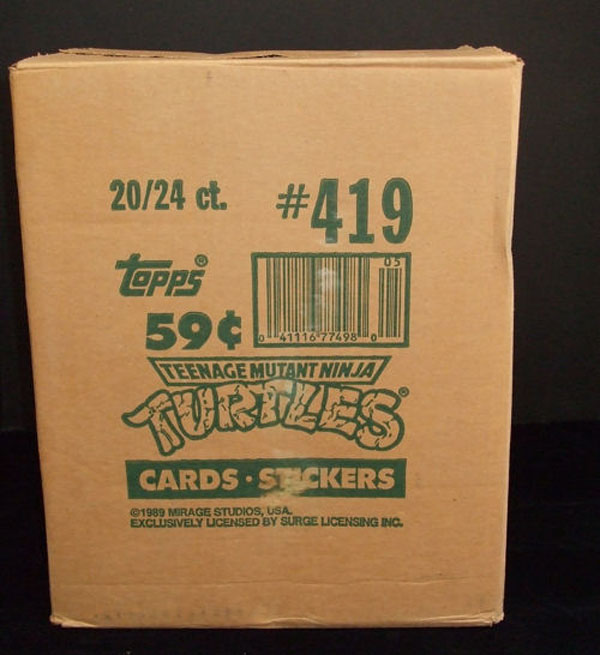 20/24 ct. #419
topps®
05
59¢
0 41116 77498 0
TEENAGE MUTANT NINJA
TURTLES®
CARDS · STICKERS
©1989 MIRAGE STUDIOS, USA.
EXCLUSIVELY LICENSED BY SURGE LICENSING INC.